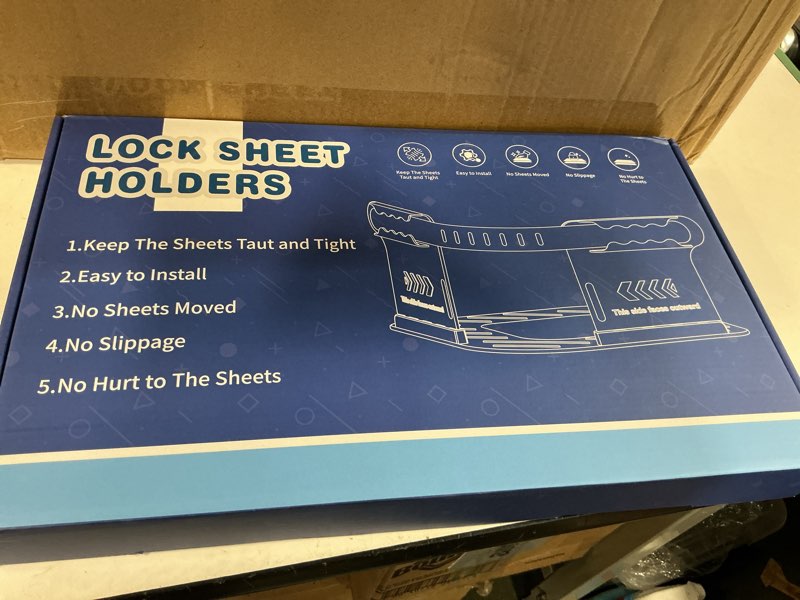 LOCK SHEET
HOLDERS
Keep The Sheets
Taut and Tight
Easy to Install
No Sheets Moved
No Slippage
No Hurt to
The Sheets
1.Keep The Sheets Taut and Tight
2.Easy to Install
3.No Sheets Moved
4.No Slippage
5.No Hurt to The Sheets
This side faces outward